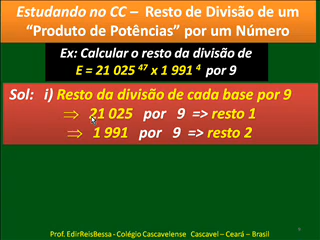 Estudando no CC – Resto de Divisão de um
“Produto de Potências” por um Número
Ex: Calcular o resto da divisão de
E = 21 025 ⁴⁷ x 1 991 ⁴ por 9
Sol: i) Resto da divisão de cada base por 9
⇒ 21 025 por 9 => resto 1
⇒ 1 991 por 9 => resto 2
Prof. EdirReisBessa - Colégio Cascavelense Cascavel – Ceará – Brasil